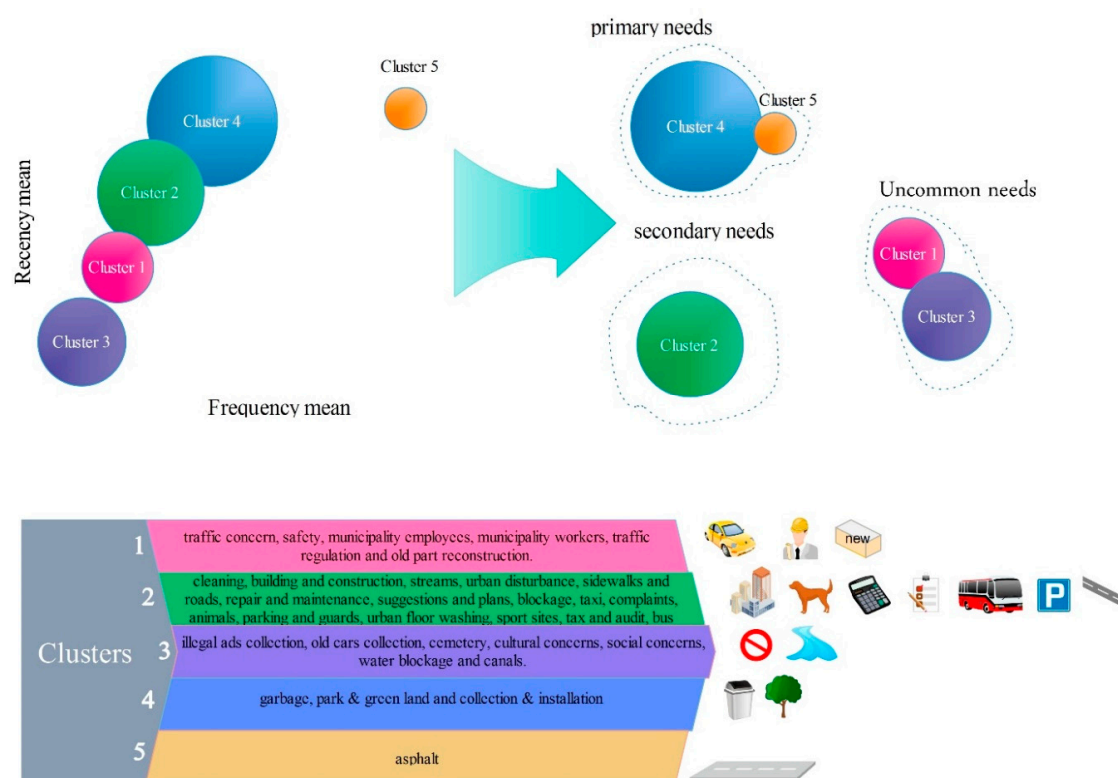 primary needs
Cluster 5
Cluster 4
Cluster 2
Cluster 1
Cluster 3
Recency mean
Frequency mean
Cluster 5
Cluster 4
secondary needs
Cluster 2
Uncommon needs
Cluster 1
Cluster 3
Clusters
1
traffic concern, safety, municipality employees, municipality workers, traffic
regulation and old part reconstruction.
new
2
cleaning, building and construction, streams, urban disturbance, sidewalks and
roads, repair and maintenance, suggestions and plans, blockage, taxi, complaints,
animals, parking and guards, urban floor washing, sport sites, tax and audit, bus
P
3
illegal ads collection, old cars collection, cemetery, cultural concerns, social concerns,
water blockage and canals.
4
garbage, park & green land and collection & installation
5
asphalt